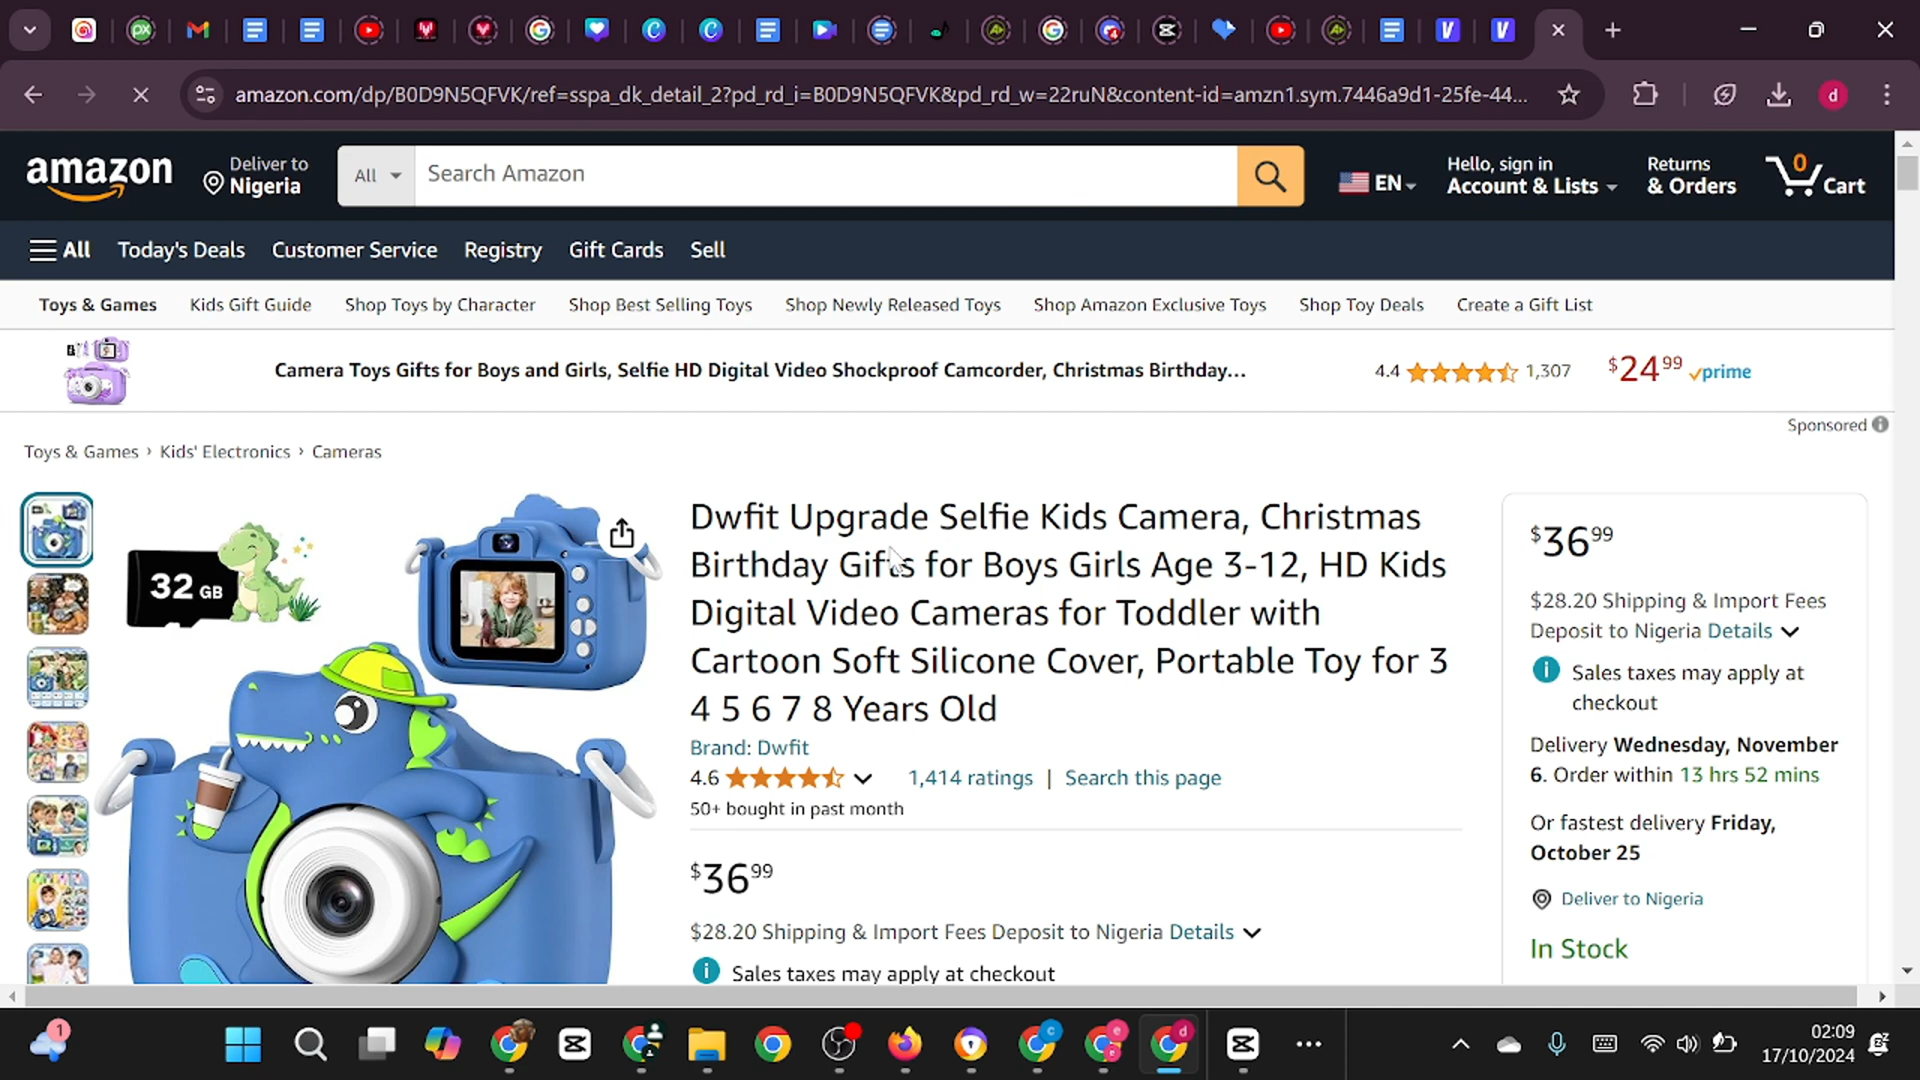 amazon.com/dp/B0D9N5QFVK/ref=sspa_dk_detail_2?pd_rd_i=B0D9N5QFVK&pd_rd_w=22ruN&content-id=amzn1.sym.7446a9d1-25fe-44...
d
amazon
Deliver to
Nigeria
All
Search Amazon
EN
Hello, sign in
Account & Lists
Returns
& Orders
0
Cart
All
Today's Deals
Customer Service
Registry
Gift Cards
Sell
Toys & Games
Kids Gift Guide
Shop Toys by Character
Shop Best Selling Toys
Shop Newly Released Toys
Shop Amazon Exclusive Toys
Shop Toy Deals
Create a Gift List
Camera Toys Gifts for Boys and Girls, Selfie HD Digital Video Shockproof Camcorder, Christmas Birthday...
4.4
1,307
$24.99
prime
Sponsored
Toys & Games › Kids' Electronics › Cameras
32 GB
Dwfit Upgrade Selfie Kids Camera, Christmas
Birthday Gifts for Boys Girls Age 3-12, HD Kids
Digital Video Cameras for Toddler with
Cartoon Soft Silicone Cover, Portable Toy for 3
4 5 6 7 8 Years Old
Brand: Dwfit
4.6
1,414 ratings | Search this page
50+ bought in past month
$36 99
$28.20 Shipping & Import Fees Deposit to Nigeria Details
Sales taxes may apply at checkout
$36 99
$28.20 Shipping & Import Fees
Deposit to Nigeria Details
Sales taxes may apply at
checkout
Delivery Wednesday, November
6. Order within 13 hrs 52 mins
Or fastest delivery Friday,
October 25
Deliver to Nigeria
In Stock
1
02:09
17/10/2024